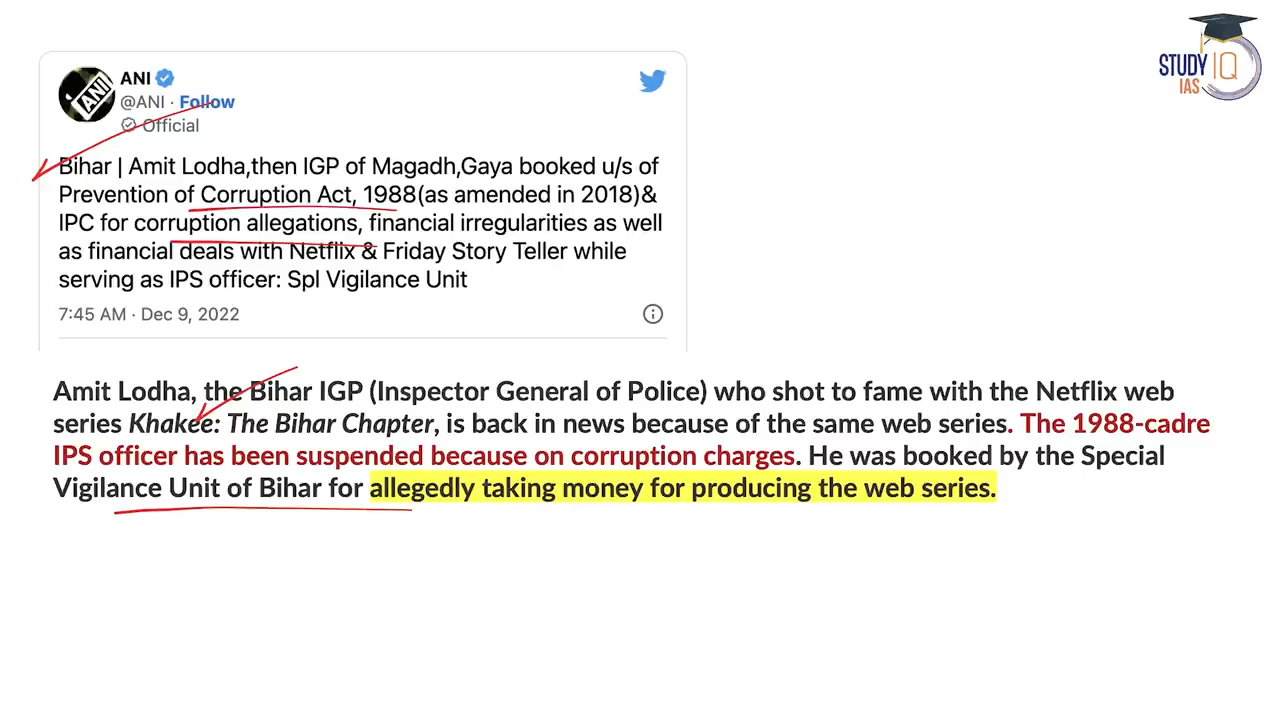 STUDY IQ
IAS
ANI
@ANI · Follow
Official
Bihar | Amit Lodha,then IGP of Magadh,Gaya booked u/s of
Prevention of Corruption Act, 1988(as amended in 2018)&
IPC for corruption allegations, financial irregularities as well
as financial deals with Netflix & Friday Story Teller while
serving as IPS officer: Spl Vigilance Unit
7:45 AM · Dec 9, 2022
Amit Lodha, the Bihar IGP (Inspector General of Police) who shot to fame with the Netflix web
series Khakee: The Bihar Chapter, is back in news because of the same web series. The 1988-cadre
IPS officer has been suspended because on corruption charges. He was booked by the Special
Vigilance Unit of Bihar for allegedly taking money for producing the web series.